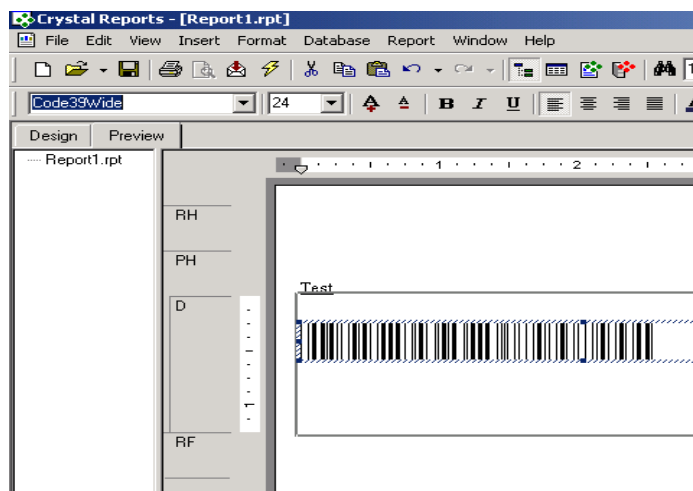 Crystal Reports - [Report1.rpt]
File Edit View Insert Format Database Report Window Help
Code39Wide 24 B I U
Design Preview
Report1.rpt
1 2
RH
PH
Test
D
1
RF